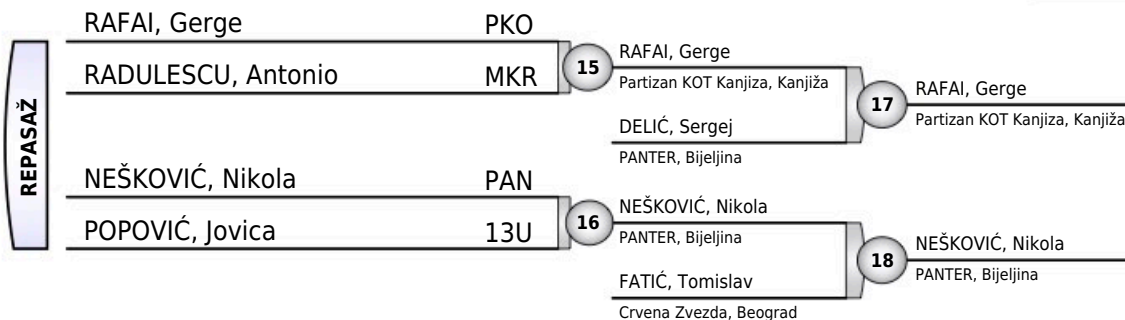 REPASAŽ
RAFAI, Gerge PKO
RADULESCU, Antonio MKR
15
RAFAI, Gerge
Partizan KOT Kanjiza, Kanjiža
DELIĆ, Sergej
PANTER, Bijeljina
17
RAFAI, Gerge
Partizan KOT Kanjiza, Kanjiža
NEŠKOVIĆ, Nikola PAN
POPOVIĆ, Jovica 13U
16
NEŠKOVIĆ, Nikola
PANTER, Bijeljina
FATIĆ, Tomislav
Crvena Zvezda, Beograd
18
NEŠKOVIĆ, Nikola
PANTER, Bijeljina